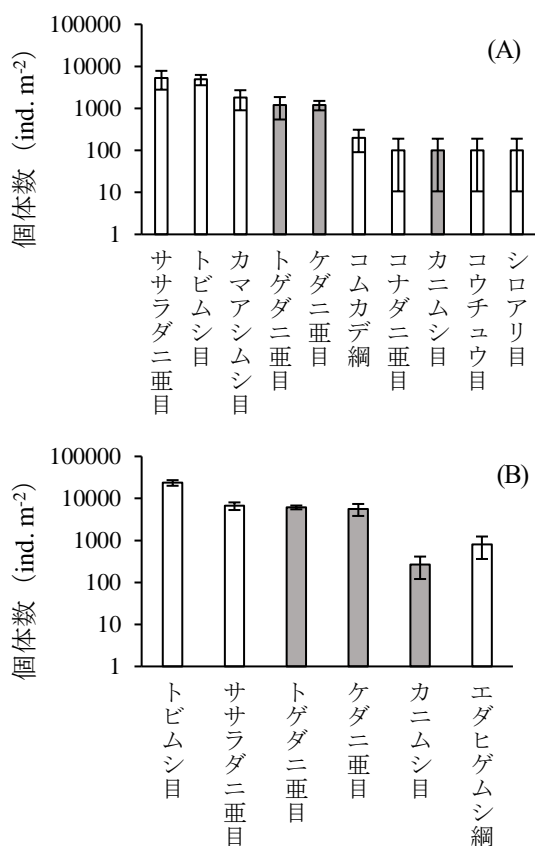 (A)
個体数（ind. m-2）
100000
10000
1000
100
10
1
ササラダニ亜目
トビムシ目
カマアシムシ目
トゲダニ亜目
ケダニ亜目
コムカデ綱
コナダニ亜目
カニムシ目
コウチュウ目
シロアリ目
(B)
個体数（ind. m-2）
100000
10000
1000
100
10
1
トビムシ目
ササラダニ亜目
トゲダニ亜目
ケダニ亜目
カニムシ目
エダヒゲムシ綱